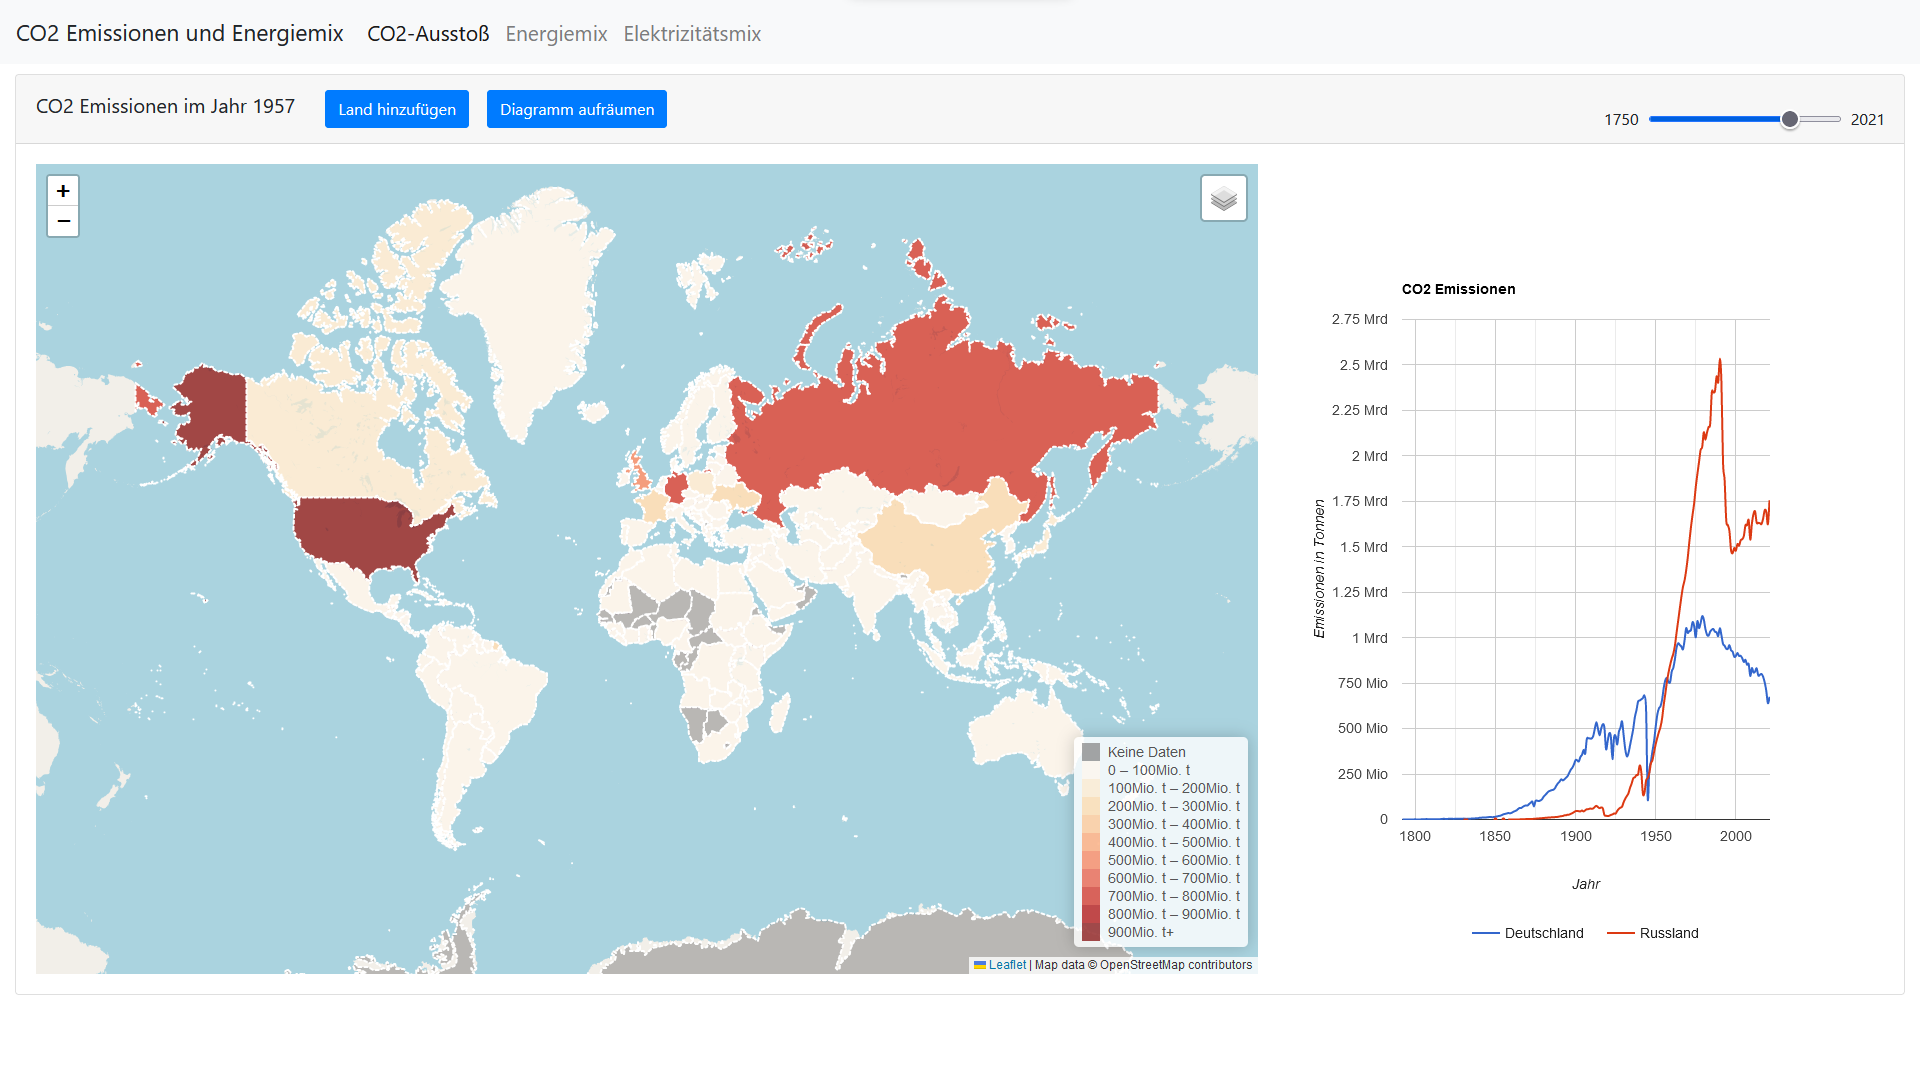 CO2 Emissionen und Energiemix CO2-Ausstoß Energiemix Elektrizitätsmix
CO2 Emissionen im Jahr 1957 Land hinzufügen Diagramm aufräumen 1750 2021
+
−
Keine Daten
0 – 100Mio. t
100Mio. t – 200Mio. t
200Mio. t – 300Mio. t
300Mio. t – 400Mio. t
400Mio. t – 500Mio. t
500Mio. t – 600Mio. t
600Mio. t – 700Mio. t
700Mio. t – 800Mio. t
800Mio. t – 900Mio. t
900Mio. t+
Leaflet | Map data © OpenStreetMap contributors
CO2 Emissionen
Emissionen in Tonnen
2.75 Mrd
2.5 Mrd
2.25 Mrd
2 Mrd
1.75 Mrd
1.5 Mrd
1.25 Mrd
1 Mrd
750 Mio
500 Mio
250 Mio
0
1800 1850 1900 1950 2000
Jahr
Deutschland Russland